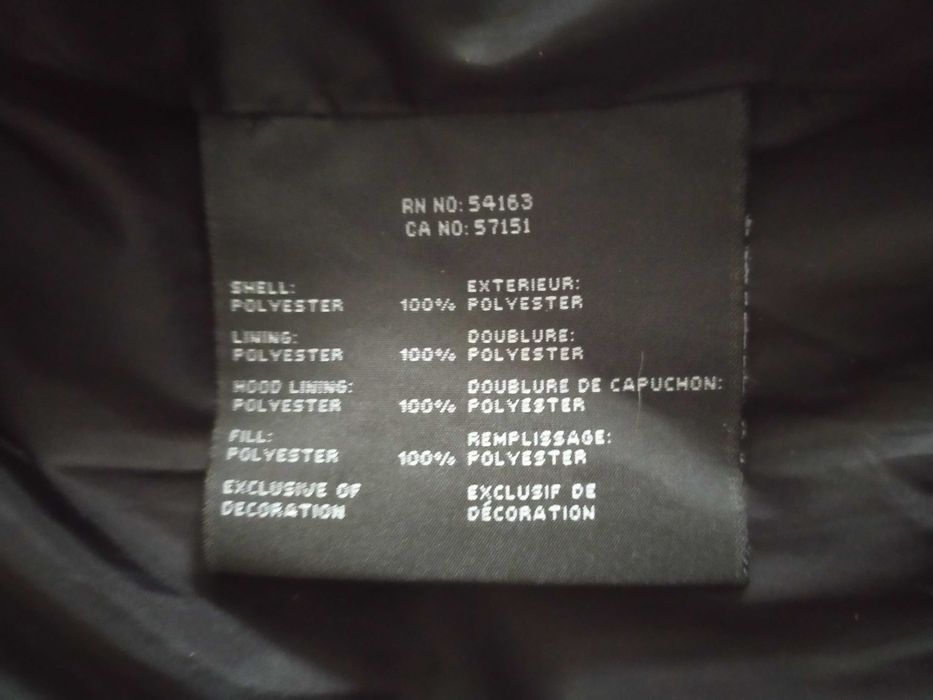 RN NO: 54163
CA NO: 57151
SHELL: EXTERIEUR:
POLYESTER 100% POLYESTER
LINING: DOUBLURE:
POLYESTER 100% POLYESTER
HOOD LINING: DOUBLURE DE CAPUCHON:
POLYESTER 100% POLYESTER
FILL: REMPLISSAGE:
POLYESTER 100% POLYESTER
EXCLUSIVE OF EXCLUSIF DE
DECORATION DÉCORATION